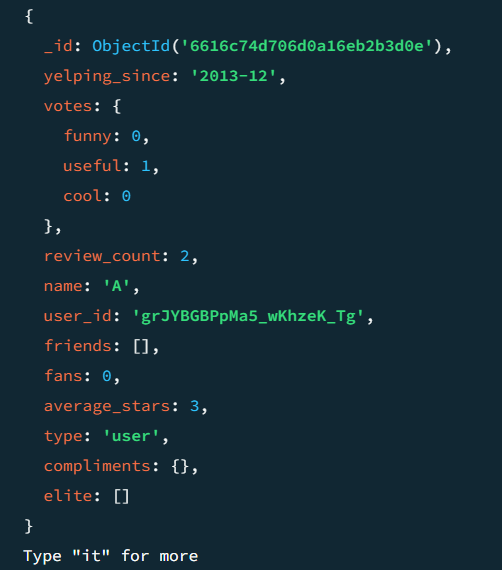 {
_id: ObjectId('6616c74d706d0a16eb2b3d0e'),
yelping_since: '2013-12',
votes: {
funny: 0,
useful: 1,
cool: 0
},
review_count: 2,
name: 'A',
user_id: 'grJYBGBPpMa5_wKhzeK_Tg',
friends: [],
fans: 0,
average_stars: 3,
type: 'user',
compliments: {},
elite: []
}
Type "it" for more